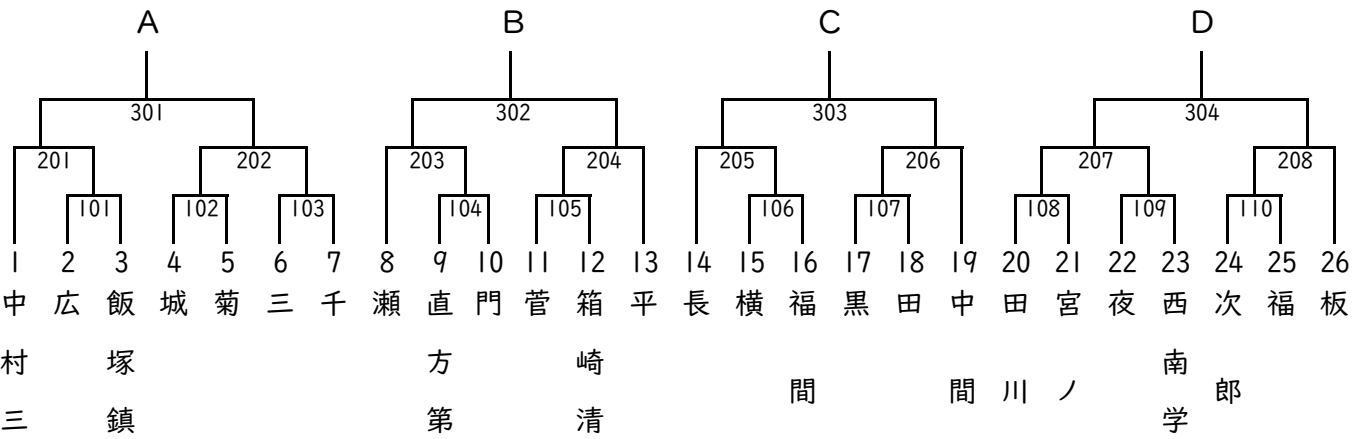 A B C D
301 302 303 304
201 202 203 204 205 206 207 208
101 102 103 104 105 106 107 108 109 110
1 2 3 4 5 6 7 8 9 10 11 12 13 14 15 16 17 18 19 20 21 22 23 24 25 26
中村三
広
飯塚鎮
城
菊
三
千
瀬
直方第
門
菅
箱崎清
平
長
横
福間
黒
田
中間
田川
宮ノ
夜
西南学
次郎
福
板